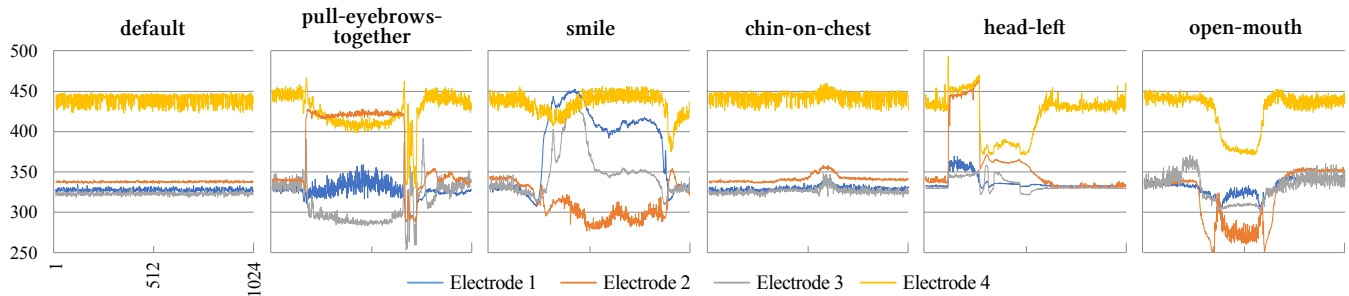 default
pull-eyebrows-
together
smile
chin-on-chest
head-left
open-mouth
500
450
400
350
300
250
1
512
1024
Electrode 1
Electrode 2
Electrode 3
Electrode 4